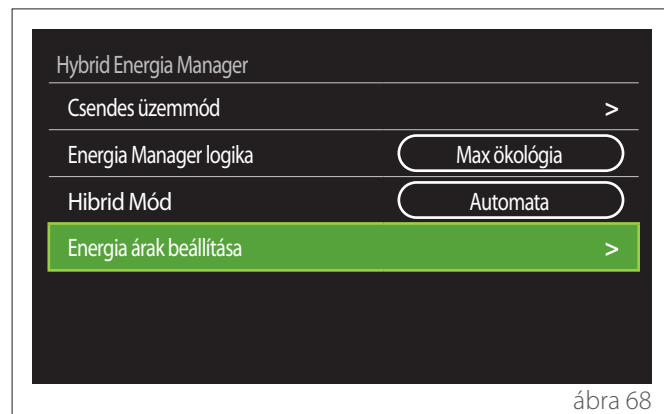 Hybrid Energia Manager
Csendes üzemmód >
Energia Manager logika Max ökológia
Hibrid Mód Automata
Energia árak beállítása >
ábra 68